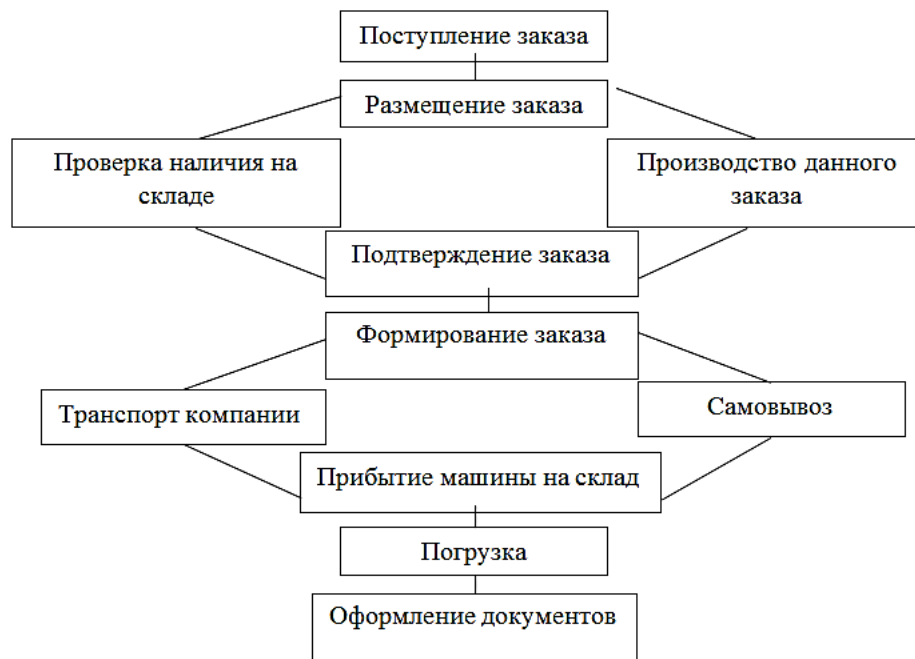 Поступление заказа
Размещение заказа
Проверка наличия на
складе
Производство данного
заказа
Подтверждение заказа
Формирование заказа
Транспорт компании
Самовывоз
Прибытие машины на склад
Погрузка
Оформление документов